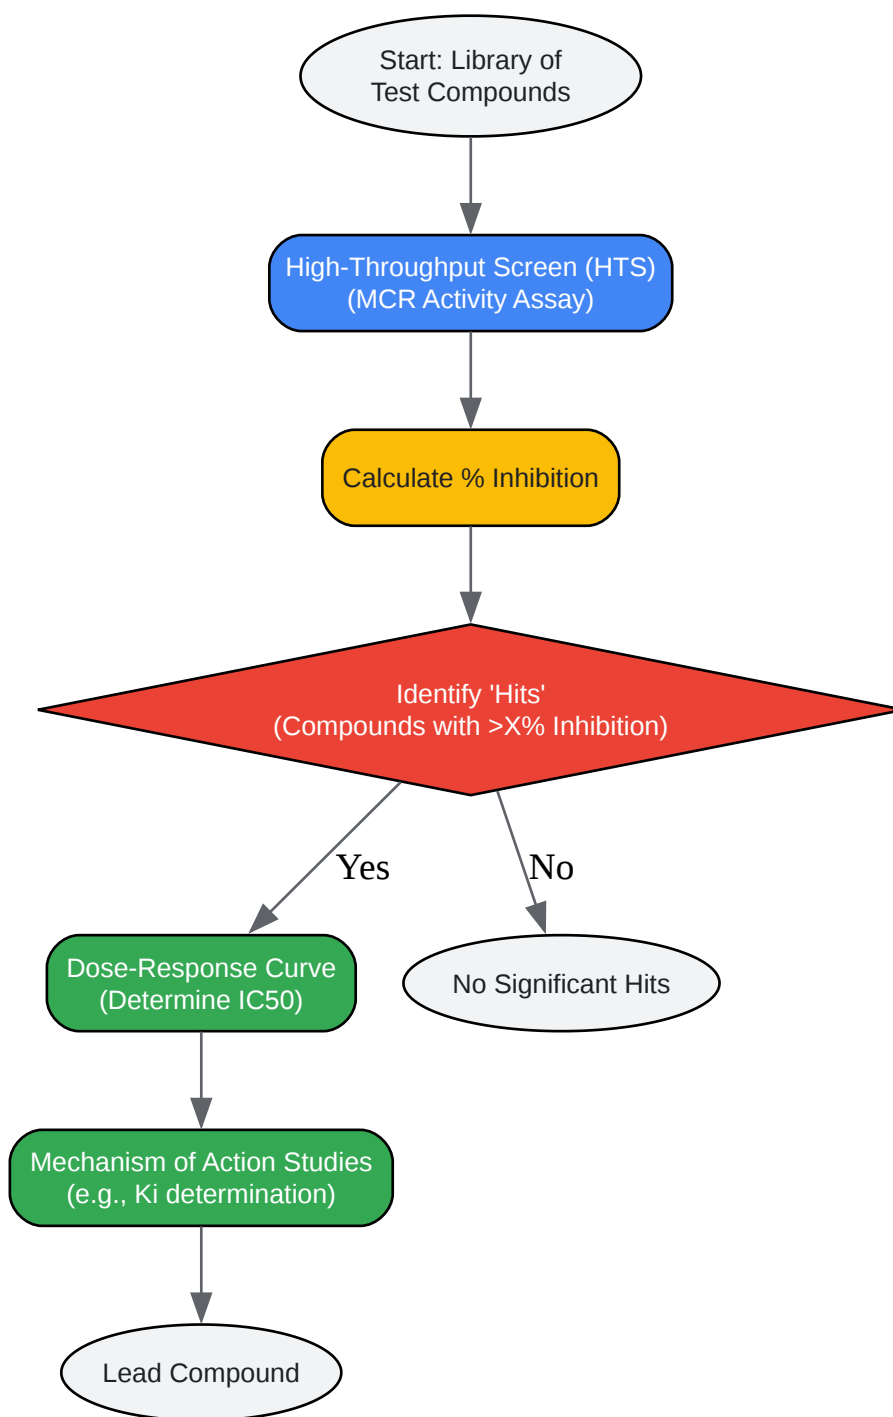 Start: Library of
Test Compounds
High-Throughput Screen (HTS)
(MCR Activity Assay)
Calculate % Inhibition
Identify 'Hits'
(Compounds with >X% Inhibition)
Yes
No
Dose-Response Curve
(Determine IC50)
No Significant Hits
Mechanism of Action Studies
(e.g., Ki determination)
Lead Compound